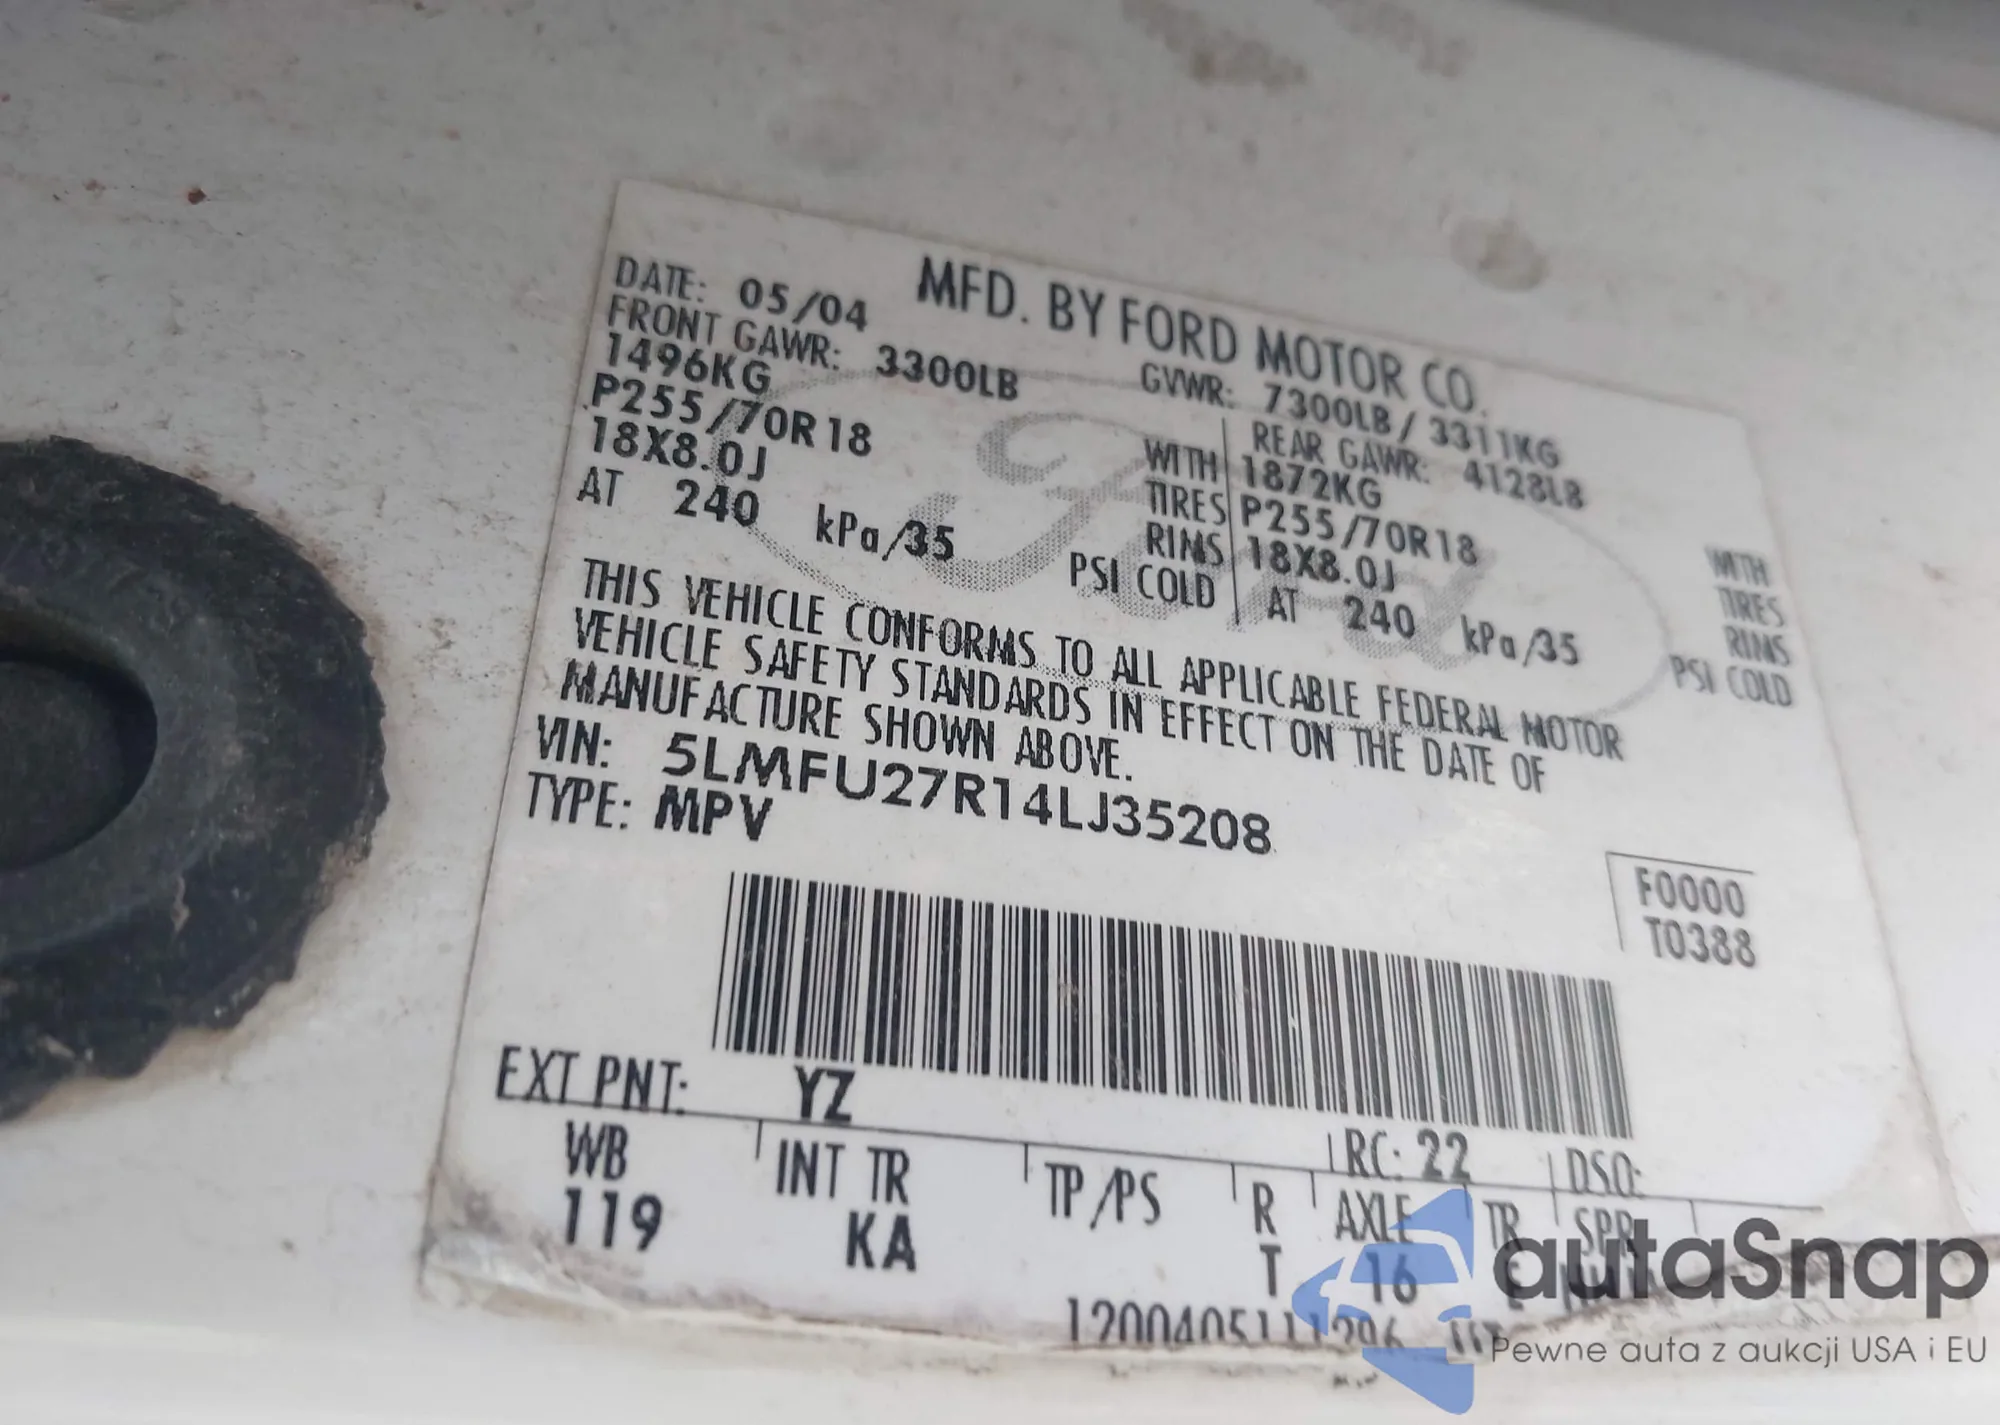 MFD. BY FORD MOTOR CO.
DATE: 05/04 GVWR: 7300LB / 3311KG
FRONT GAWR: 3300LB REAR GAWR: 4128LB
1496KG WITH 1872KG WITH
P255/70R18 TIRES P255/70R18 TIRES
18X8.0J RIMS 18X8.0J RIMS
AT 240 kPa/35 PSI COLD AT 240 kPa/35 PSI COLD
Ford
THIS VEHICLE CONFORMS TO ALL APPLICABLE FEDERAL MOTOR
VEHICLE SAFETY STANDARDS IN EFFECT ON THE DATE OF
MANUFACTURE SHOWN ABOVE.
VIN: 5LMFU27R14LJ35208
TYPE: MPV
F0000
T0388
EXT PNT: YZ RC: 22 DSO:
WB INT TR TP/PS R AXLE TR SPR
119 KA T 16 E
autaSnap
Pewne auta z aukcji USA i EU